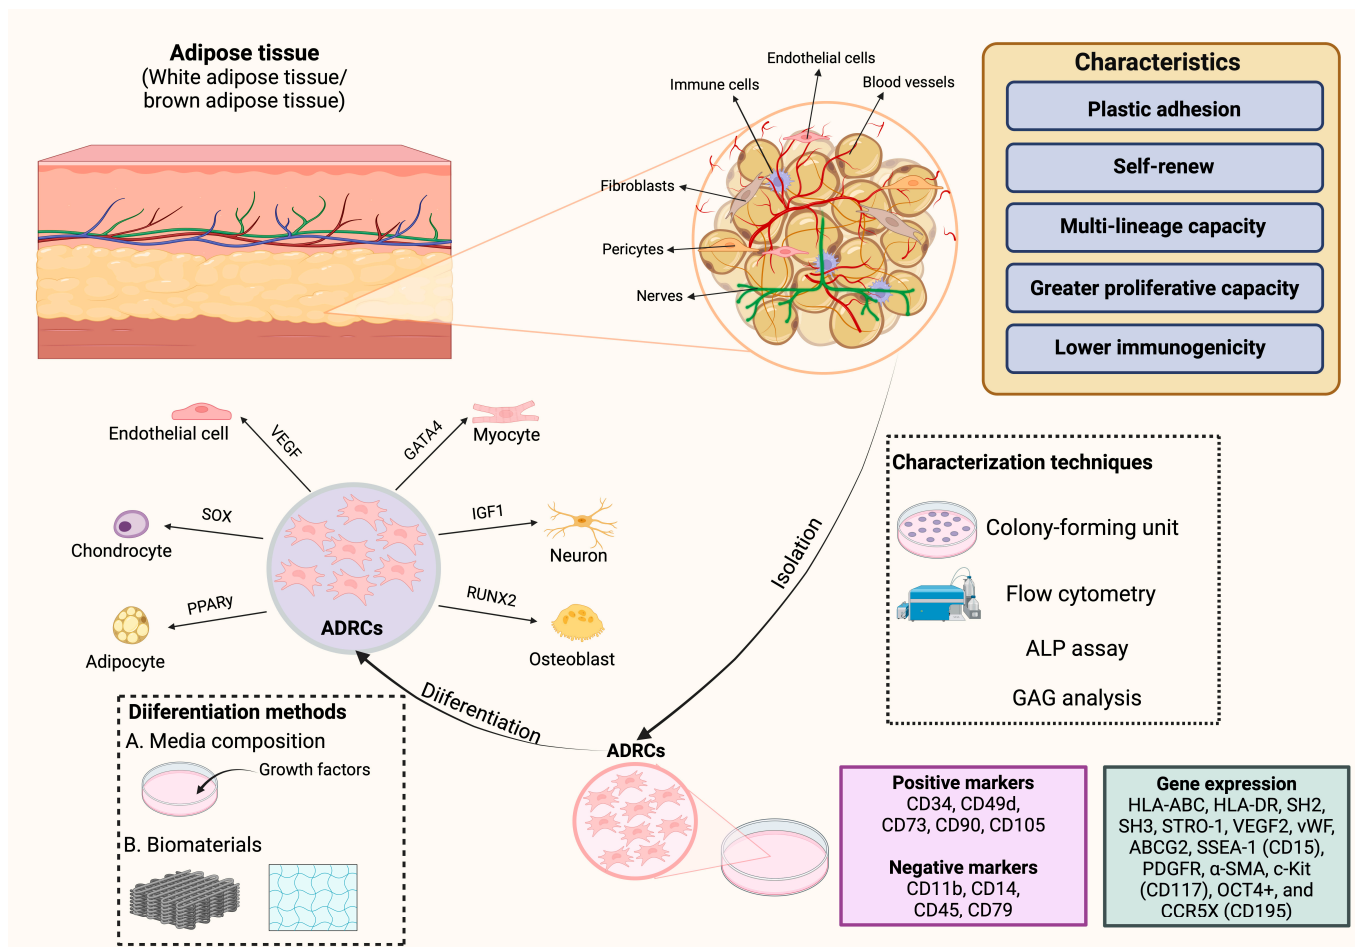 Adipose tissue
(White adipose tissue/
brown adipose tissue)
Endothelial cells
Immune cells
Blood vessels
Fibroblasts
Pericytes
Nerves
Characteristics
Plastic adhesion
Self-renew
Multi-lineage capacity
Greater proliferative capacity
Lower immunogenicity
Endothelial cell
VEGF
GATA4
Myocyte
SOX
Chondrocyte
IGF1
Neuron
PPARγ
Adipocyte
RUNX2
Osteoblast
ADRCs
Isolation
Diiferentiation
Characterization techniques
Colony-forming unit
Flow cytometry
ALP assay
GAG analysis
Diiferentiation methods
A. Media composition
Growth factors
B. Biomaterials
ADRCs
Positive markers
CD34, CD49d,
CD73, CD90, CD105
Negative markers
CD11b, CD14,
CD45, CD79
Gene expression
HLA-ABC, HLA-DR, SH2,
SH3, STRO-1, VEGF2, vWF,
ABCG2, SSEA-1 (CD15),
PDGFR, α-SMA, c-Kit
(CD117), OCT4+, and
CCR5X (CD195)